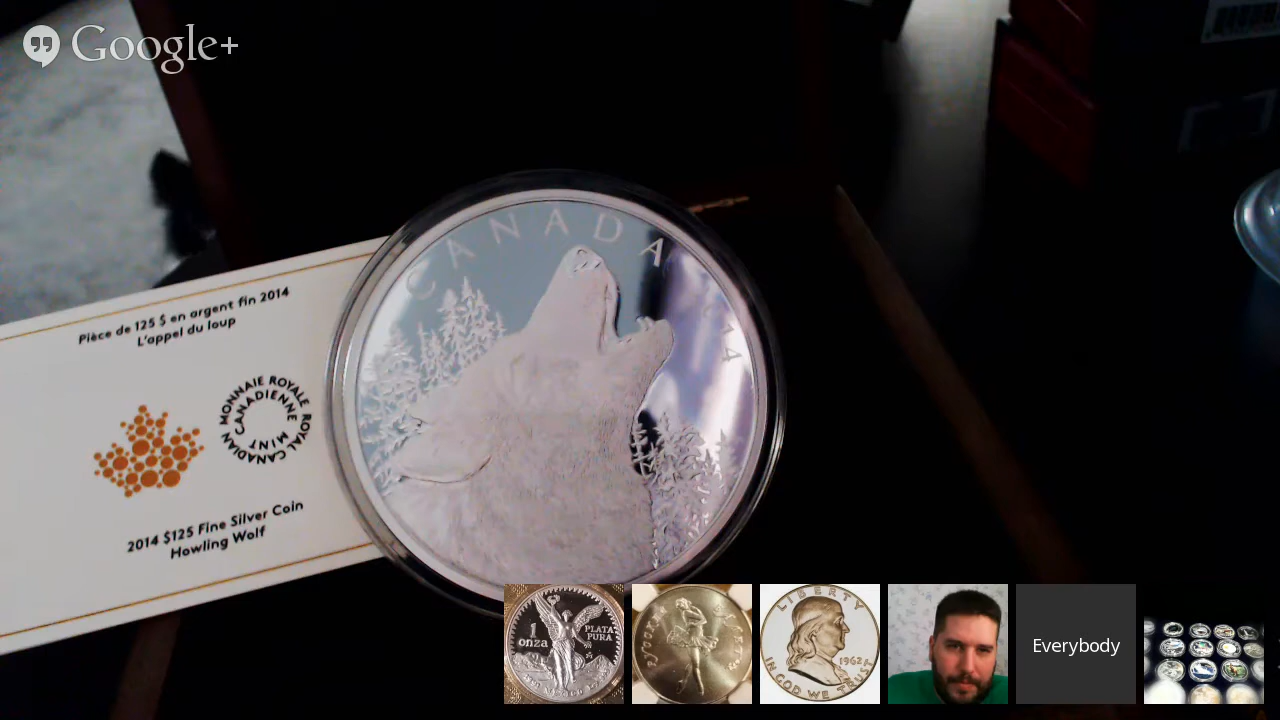 Google+
Pièce de 125 $ en argent fin 2014
L'appel du loup
MONNAIE ROYALE CANADIENNE
ROYAL CANADIAN MINT
2014 $125 Fine Silver Coin
Howling Wolf
CANADA
1
onza
PLATA
PURA
LIBERTY
1962
IN GOD WE TRUST
Everybody